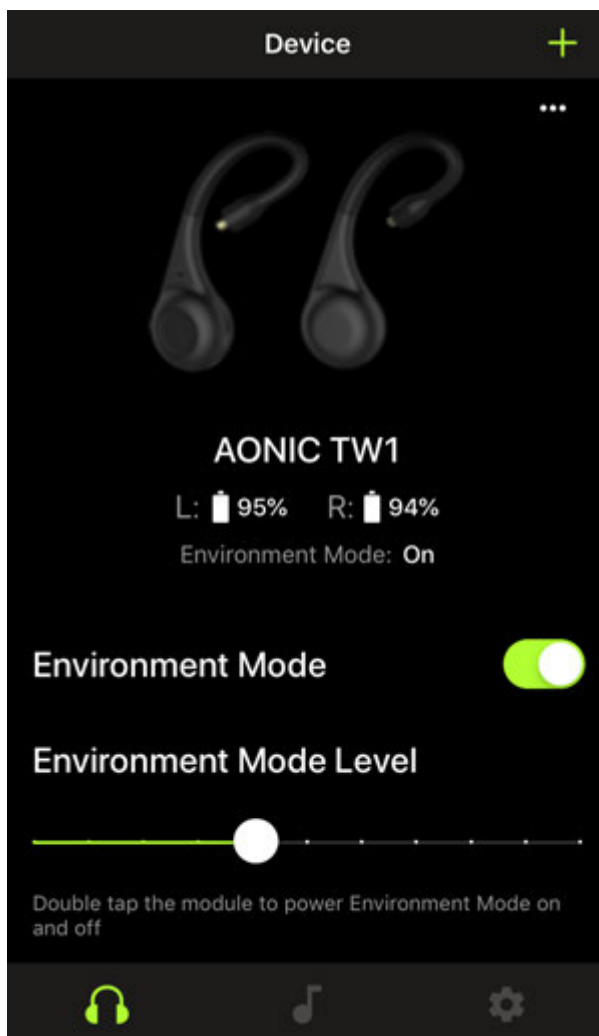 Device
AONIC TW1
L: 95% R: 94%
Environment Mode: On
Environment Mode
Environment Mode Level
Double tap the module to power Environment Mode on
and off